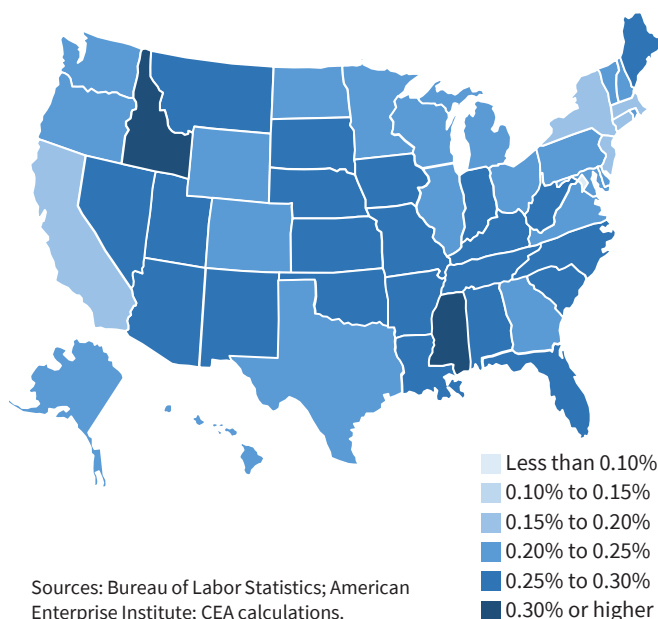 Less than 0.10%
0.10% to 0.15%
0.15% to 0.20%
0.20% to 0.25%
0.25% to 0.30%
0.30% or higher
Sources: Bureau of Labor Statistics; American
Enterprise Institute; CEA calculations.